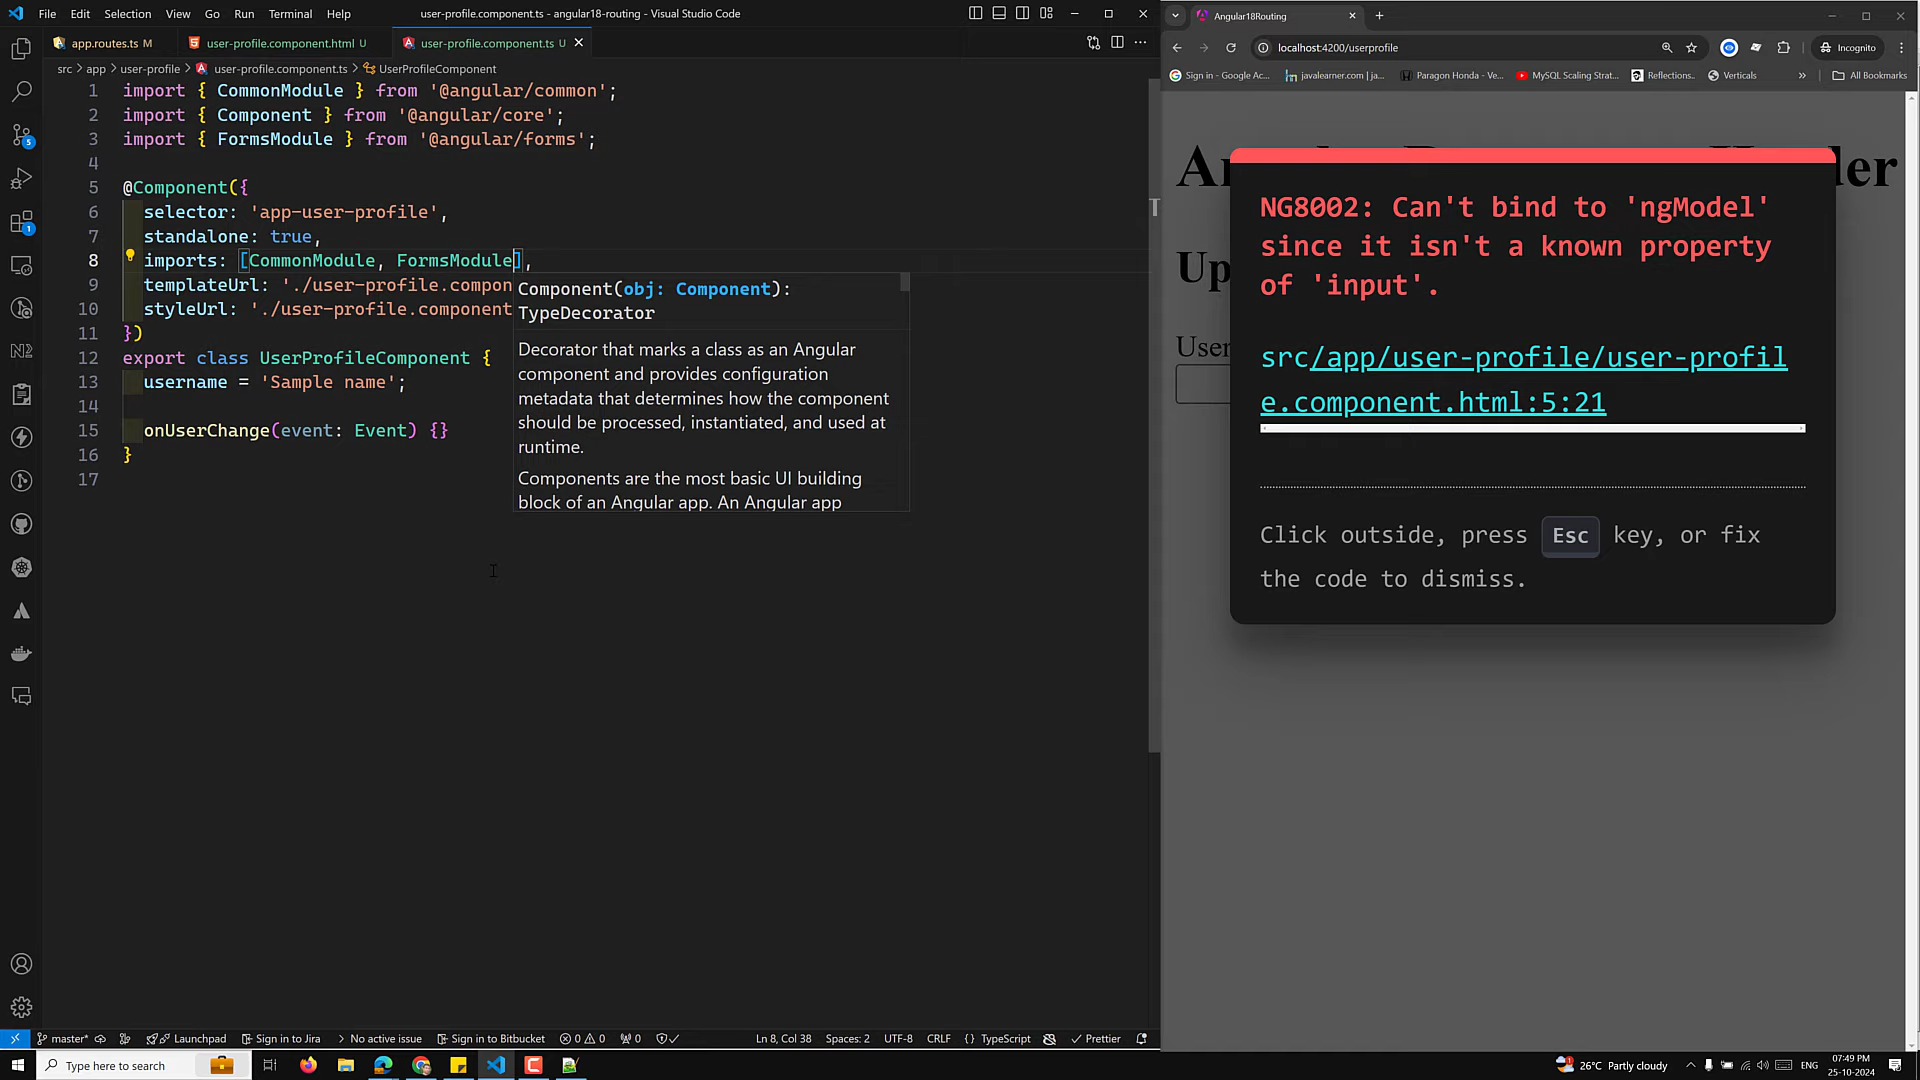 File Edit Selection View Go Run Terminal Help
user-profile.component.ts - angular18-routing - Visual Studio Code
app.routes.ts M
user-profile.component.html U
user-profile.component.ts U
src > app > user-profile > user-profile.component.ts > UserProfileComponent
1 import { CommonModule } from '@angular/common';
2 import { Component } from '@angular/core';
3 import { FormsModule } from '@angular/forms';
4
5 @Component({
6 selector: 'app-user-profile',
7 standalone: true,
8 imports: [CommonModule, FormsModule],
9 templateUrl: './user-profile.compon
10 styleUrl: './user-profile.component
11 })
12 export class UserProfileComponent {
13 username = 'Sample name';
14
15 onUserChange(event: Event) {}
16 }
17
Component(obj: Component):
TypeDecorator
Decorator that marks a class as an Angular
component and provides configuration
metadata that determines how the component
should be processed, instantiated, and used at
runtime.
Components are the most basic UI building
block of an Angular app. An Angular app
5
1
master*
Launchpad
Sign in to Jira
No active issue
Sign in to Bitbucket
0 0
0
Ln 8, Col 38
Spaces: 2
UTF-8
CRLF
{} TypeScript
Prettier
Angular18Routing
localhost:4200/userprofile
Incognito
Sign in - Google Ac...
javalearner.com | ja...
Paragon Honda - Ve...
MySQL Scaling Strat...
Reflections..
Verticals
All Bookmarks
der
T
Up
User
NG8002: Can't bind to 'ngModel'
since it isn't a known property
of 'input'.
src/app/user-profile/user-profil
e.component.html:5:21
Click outside, press Esc key, or fix
the code to dismiss.
Type here to search
26°C Partly cloudy
ENG
07:49 PM
25-10-2024